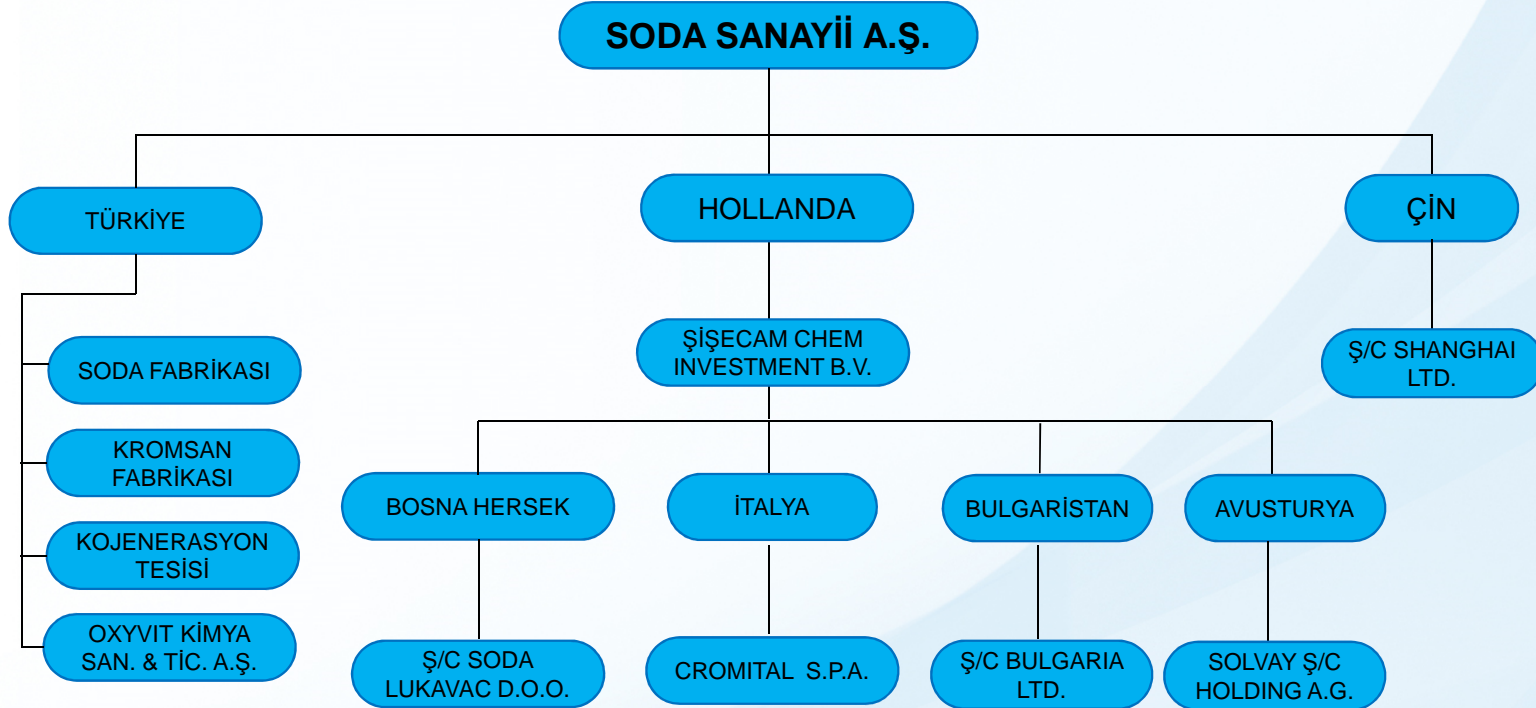 SODA SANAYİİ A.Ş.
TÜRKİYE
HOLLANDA
ÇİN
SODA FABRİKASI
KROMSAN
FABRİKASI
KOJENERASYON
TESİSİ
OXYVIT KİMYA
SAN. & TİC. A.Ş.
ŞİŞECAM CHEM
INVESTMENT B.V.
Ş/C SHANGHAI
LTD.
BOSNA HERSEK
İTALYA
BULGARİSTAN
AVUSTURYA
Ş/C SODA
LUKAVAC D.O.O.
CROMITAL S.P.A.
Ş/C BULGARIA
LTD.
SOLVAY Ş/C
HOLDING A.G.